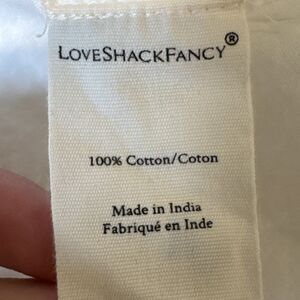 LOVESHACKFANCY®
100% Cotton/Coton
Made in India
Fabriqué en Inde